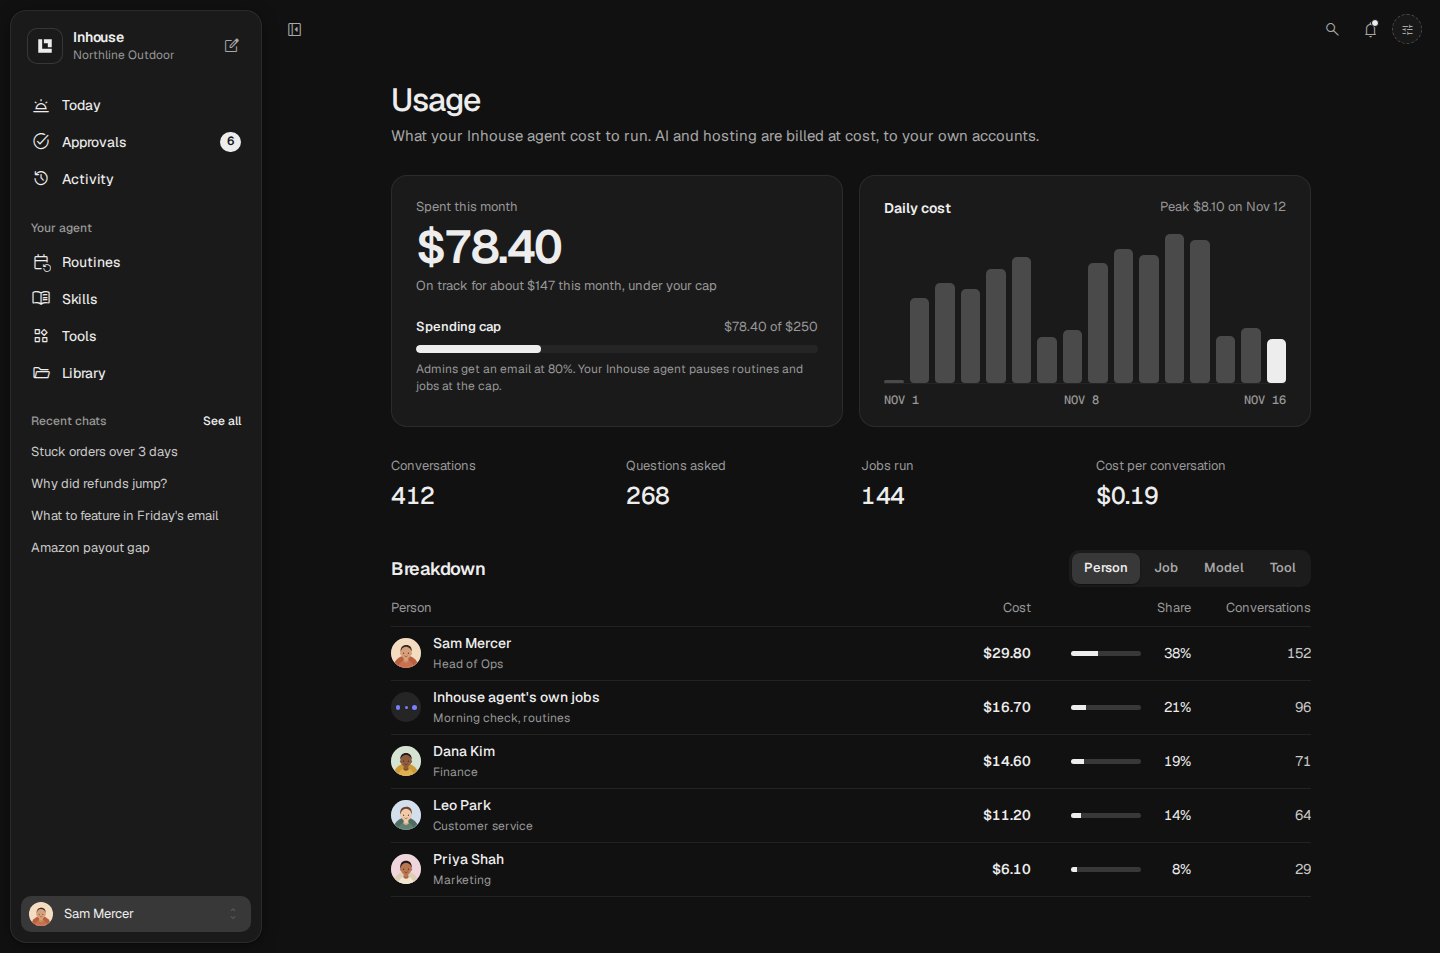 Inhouse
Northline Outdoor
Today
Approvals 6
Activity
Your agent
Routines
Skills
Tools
Library
Recent chats See all
Stuck orders over 3 days
Why did refunds jump?
What to feature in Friday's email
Amazon payout gap
Sam Mercer
Usage
What your Inhouse agent cost to run. AI and hosting are billed at cost, to your own accounts.
Spent this month
$78.40
On track for about $147 this month, under your cap
Spending cap $78.40 of $250
Admins get an email at 80%. Your Inhouse agent pauses routines and
jobs at the cap.
Daily cost Peak $8.10 on Nov 12
NOV 1 NOV 8 NOV 16
Conversations Questions asked Jobs run Cost per conversation
412 268 144 $0.19
Breakdown Person Job Model Tool
Person Cost Share Conversations
Sam Mercer
Head of Ops
$29.80 38% 152
Inhouse agent's own jobs
Morning check, routines
$16.70 21% 96
Dana Kim
Finance
$14.60 19% 71
Leo Park
Customer service
$11.20 14% 64
Priya Shah
Marketing
$6.10 8% 29